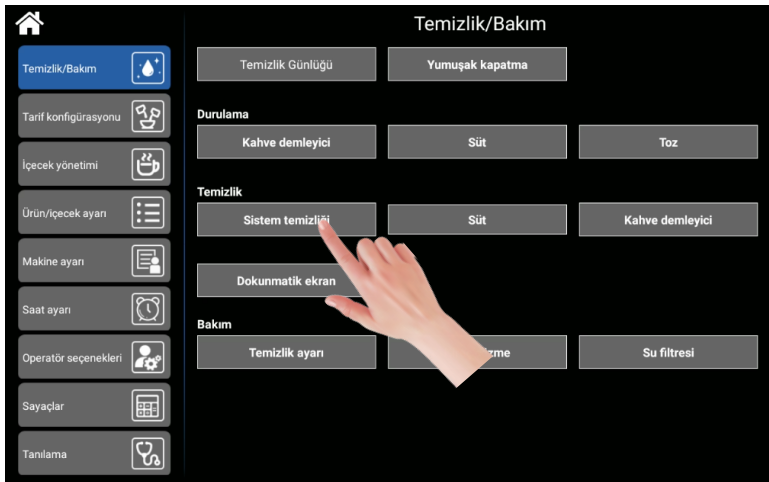 Temizlik/Bakım
Temizlik/Bakım
Temizlik Günlüğü
Yumuşak kapatma
Tarif konfigürasyonu
Durulama
Kahve demleyici
Süt
Toz
İçecek yönetimi
Temizlik
Ürün/içecek ayarı
Sistem temizliği
Süt
Kahve demleyici
Makine ayarı
Dokunmatik ekran
Saat ayarı
Bakım
Operatör seçenekleri
Temizlik ayarı
Su filtresi
Sayaçlar
Tanılama